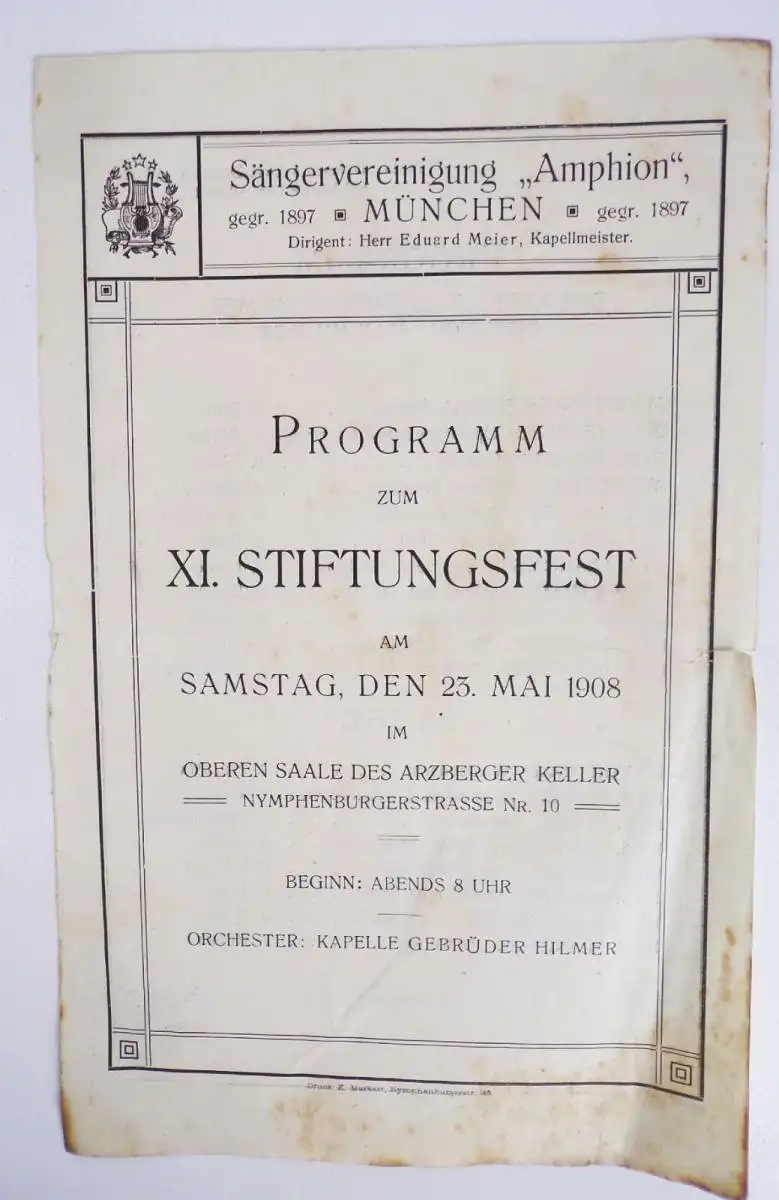 Sängervereinigung „Amphion“,
gegr. 1897 MÜNCHEN gegr. 1897
Dirigent: Herr Eduard Meier, Kapellmeister.
PROGRAMM
ZUM
XI. STIFTUNGSFEST
AM
SAMSTAG, DEN 23. MAI 1908
IM
OBEREN SAALE DES ARZBERGER KELLER
NYMPHENBURGERSTRASSE NR. 10
BEGINN: ABENDS 8 UHR
ORCHESTER: KAPELLE GEBRÜDER HILMER
Druck: Nymphenburgerstr.